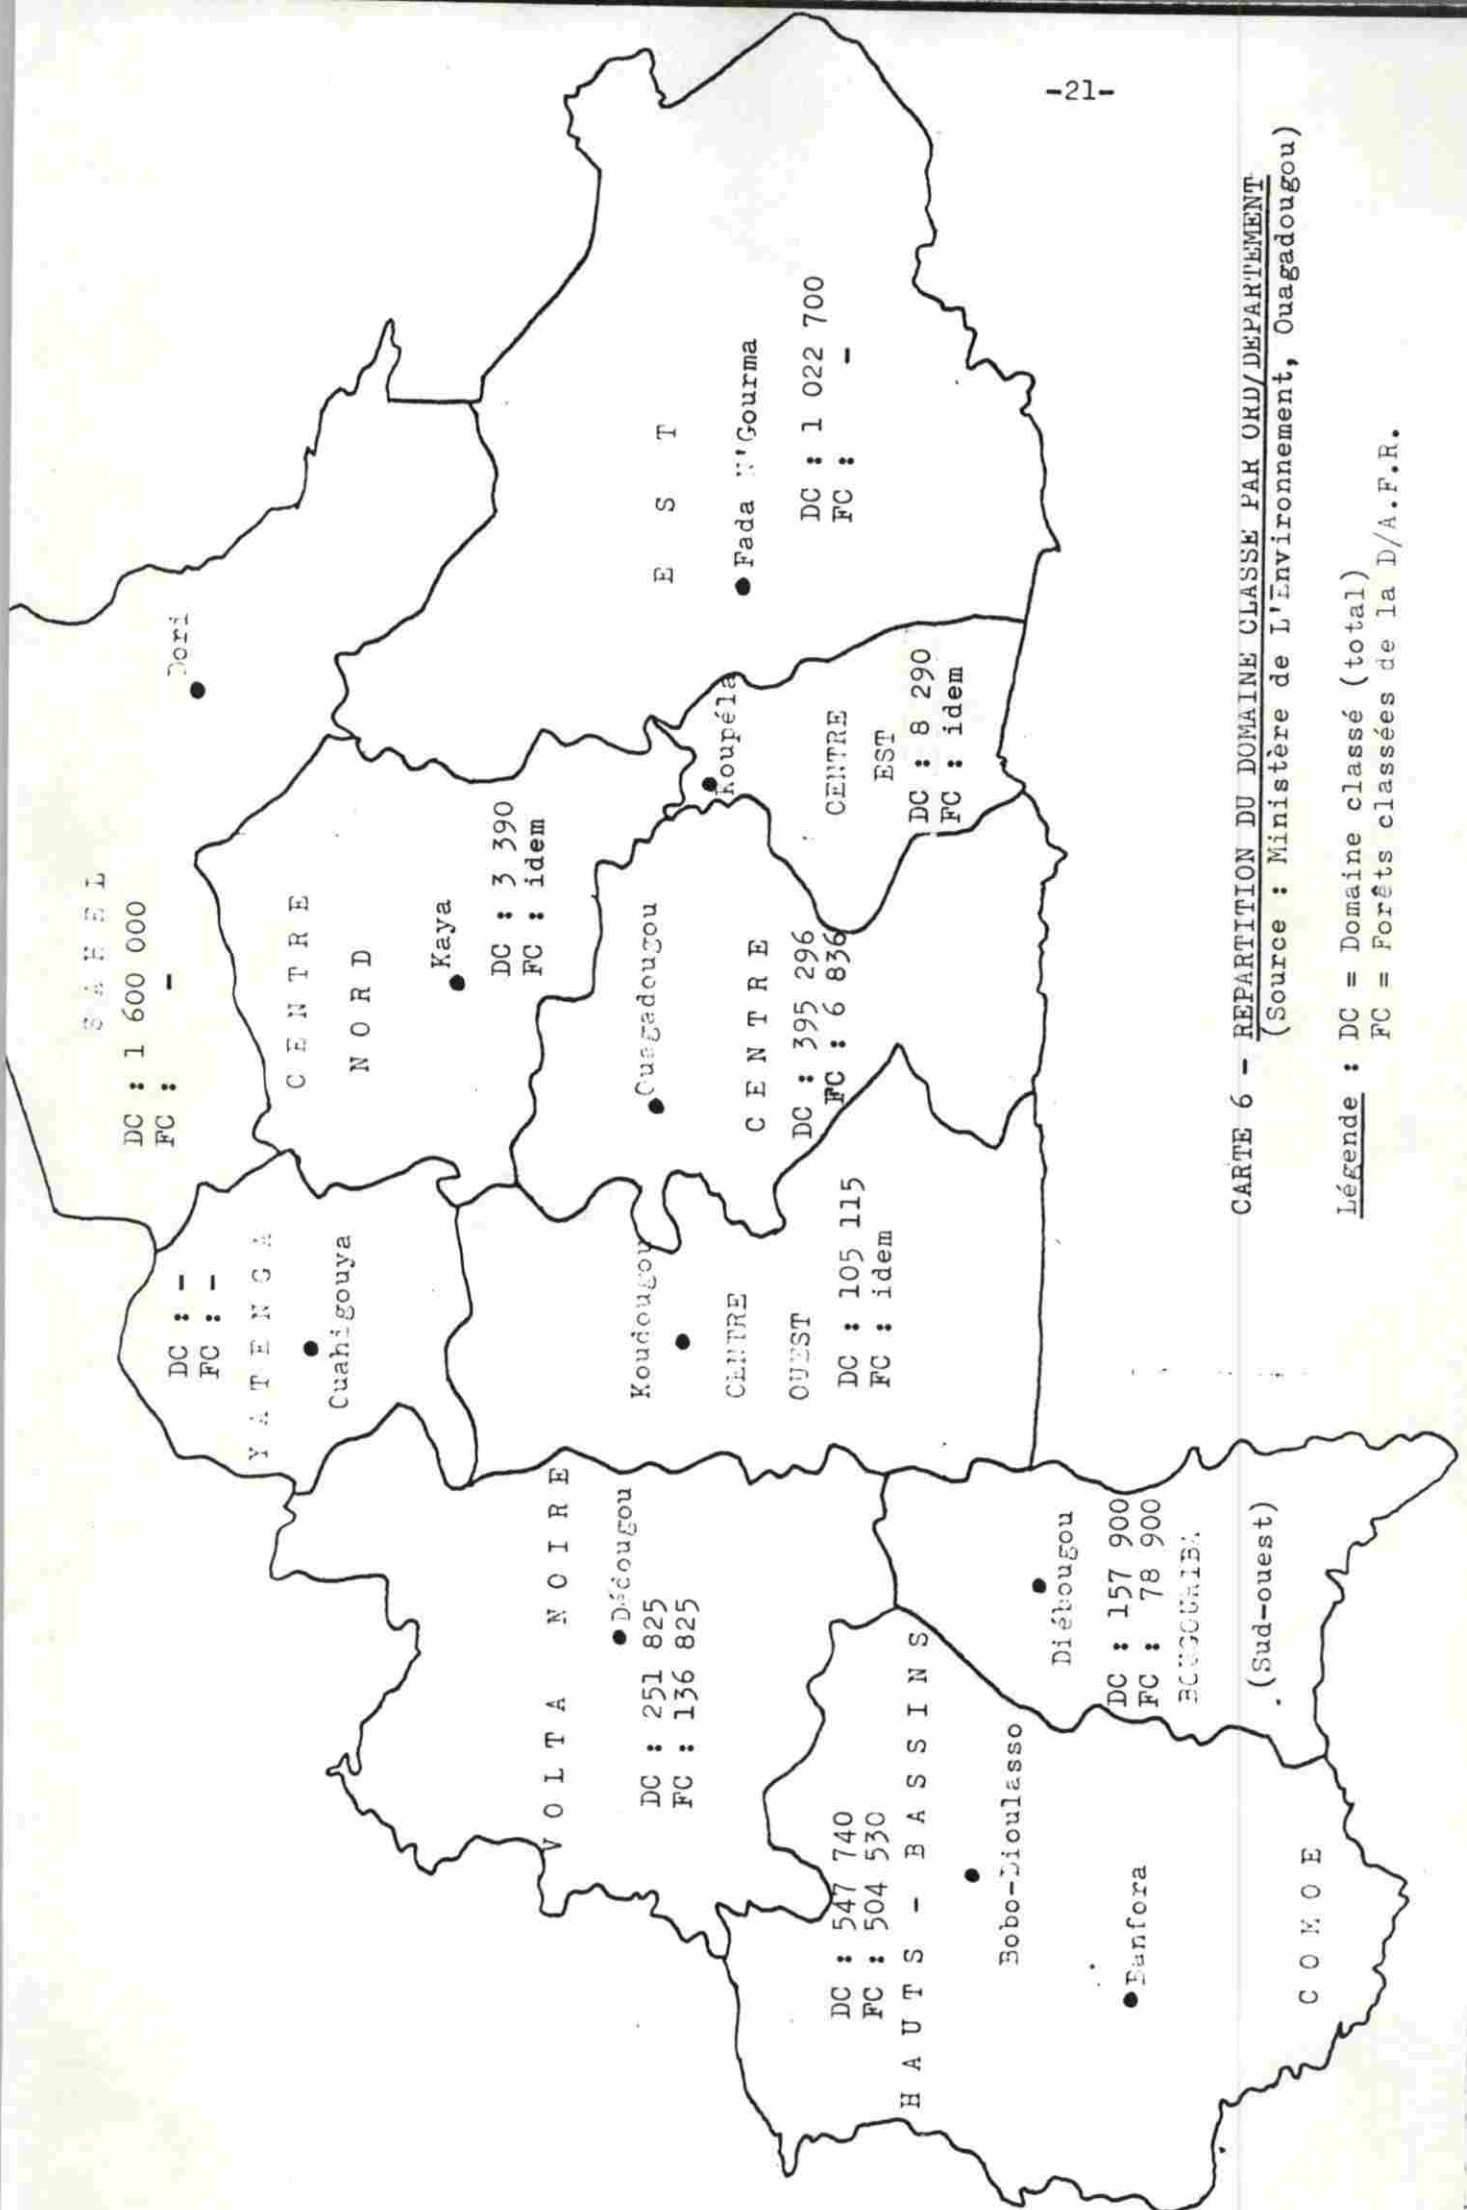 -21-
S A H E L
DC : 1 600 000
FC : -
Dori
DC : -
FC : -
Y A T E N G A
Ouahigouya
C E N T R E
N O R D
Kaya
DC : 3 390
FC : idem
E S T
Fada N'Gourma
DC : 1 022 700
FC : -
V O L T A N O I R E
Dédougou
DC : 251 825
FC : 136 825
Koudougou
CENTRE
OUEST
DC : 105 115
FC : idem
Ouagadougou
C E N T R E
DC : 395 296
FC : 6 836
Koupéla
CENTRE
EST
DC : 8 290
FC : idem
DC : 547 740
FC : 504 530
H A U T S - B A S S I N S
Bobo-Dioulasso
Banfora
C O M O E
Diébougou
DC : 157 900
FC : 78 900
BOUGOURIBA
(Sud-ouest)
CARTE 6 - REPARTITION DU DOMAINE CLASSE PAR ORD/DEPARTEMENT
(Source : Ministère de L'Environnement, Ouagadougou)
Légende : DC = Domaine classé (total)
FC = Forêts classées de la D/A.F.R.